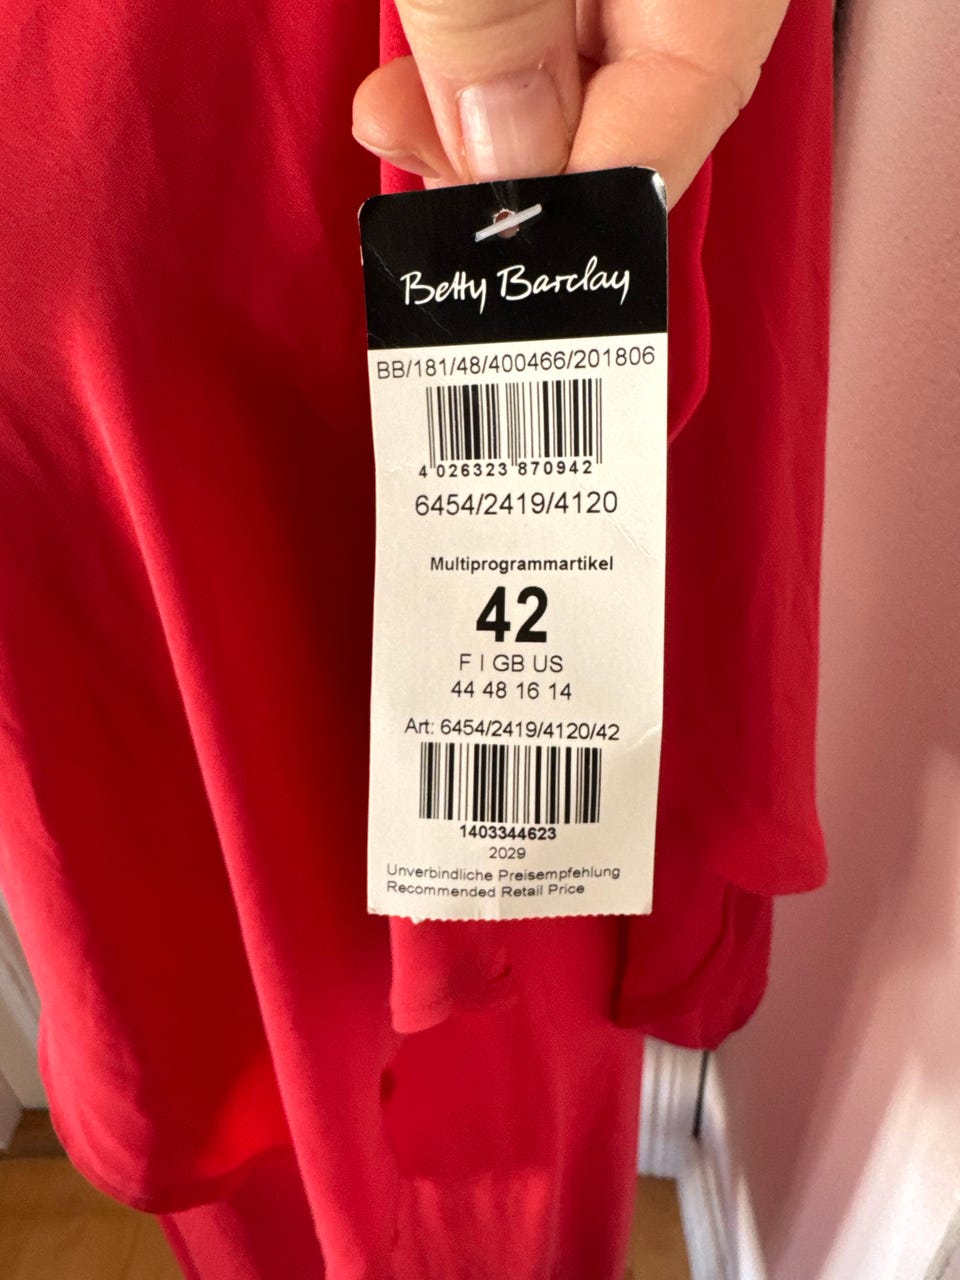 Betty Barclay
BB/181/48/400466/201806
4 026323 870942
6454/2419/4120
Multiprogrammartikel
42
F I GB US
44 48 16 14
Art: 6454/2419/4120/42
1403344623
2029
Unverbindliche Preisempfehlung
Recommended Retail Price